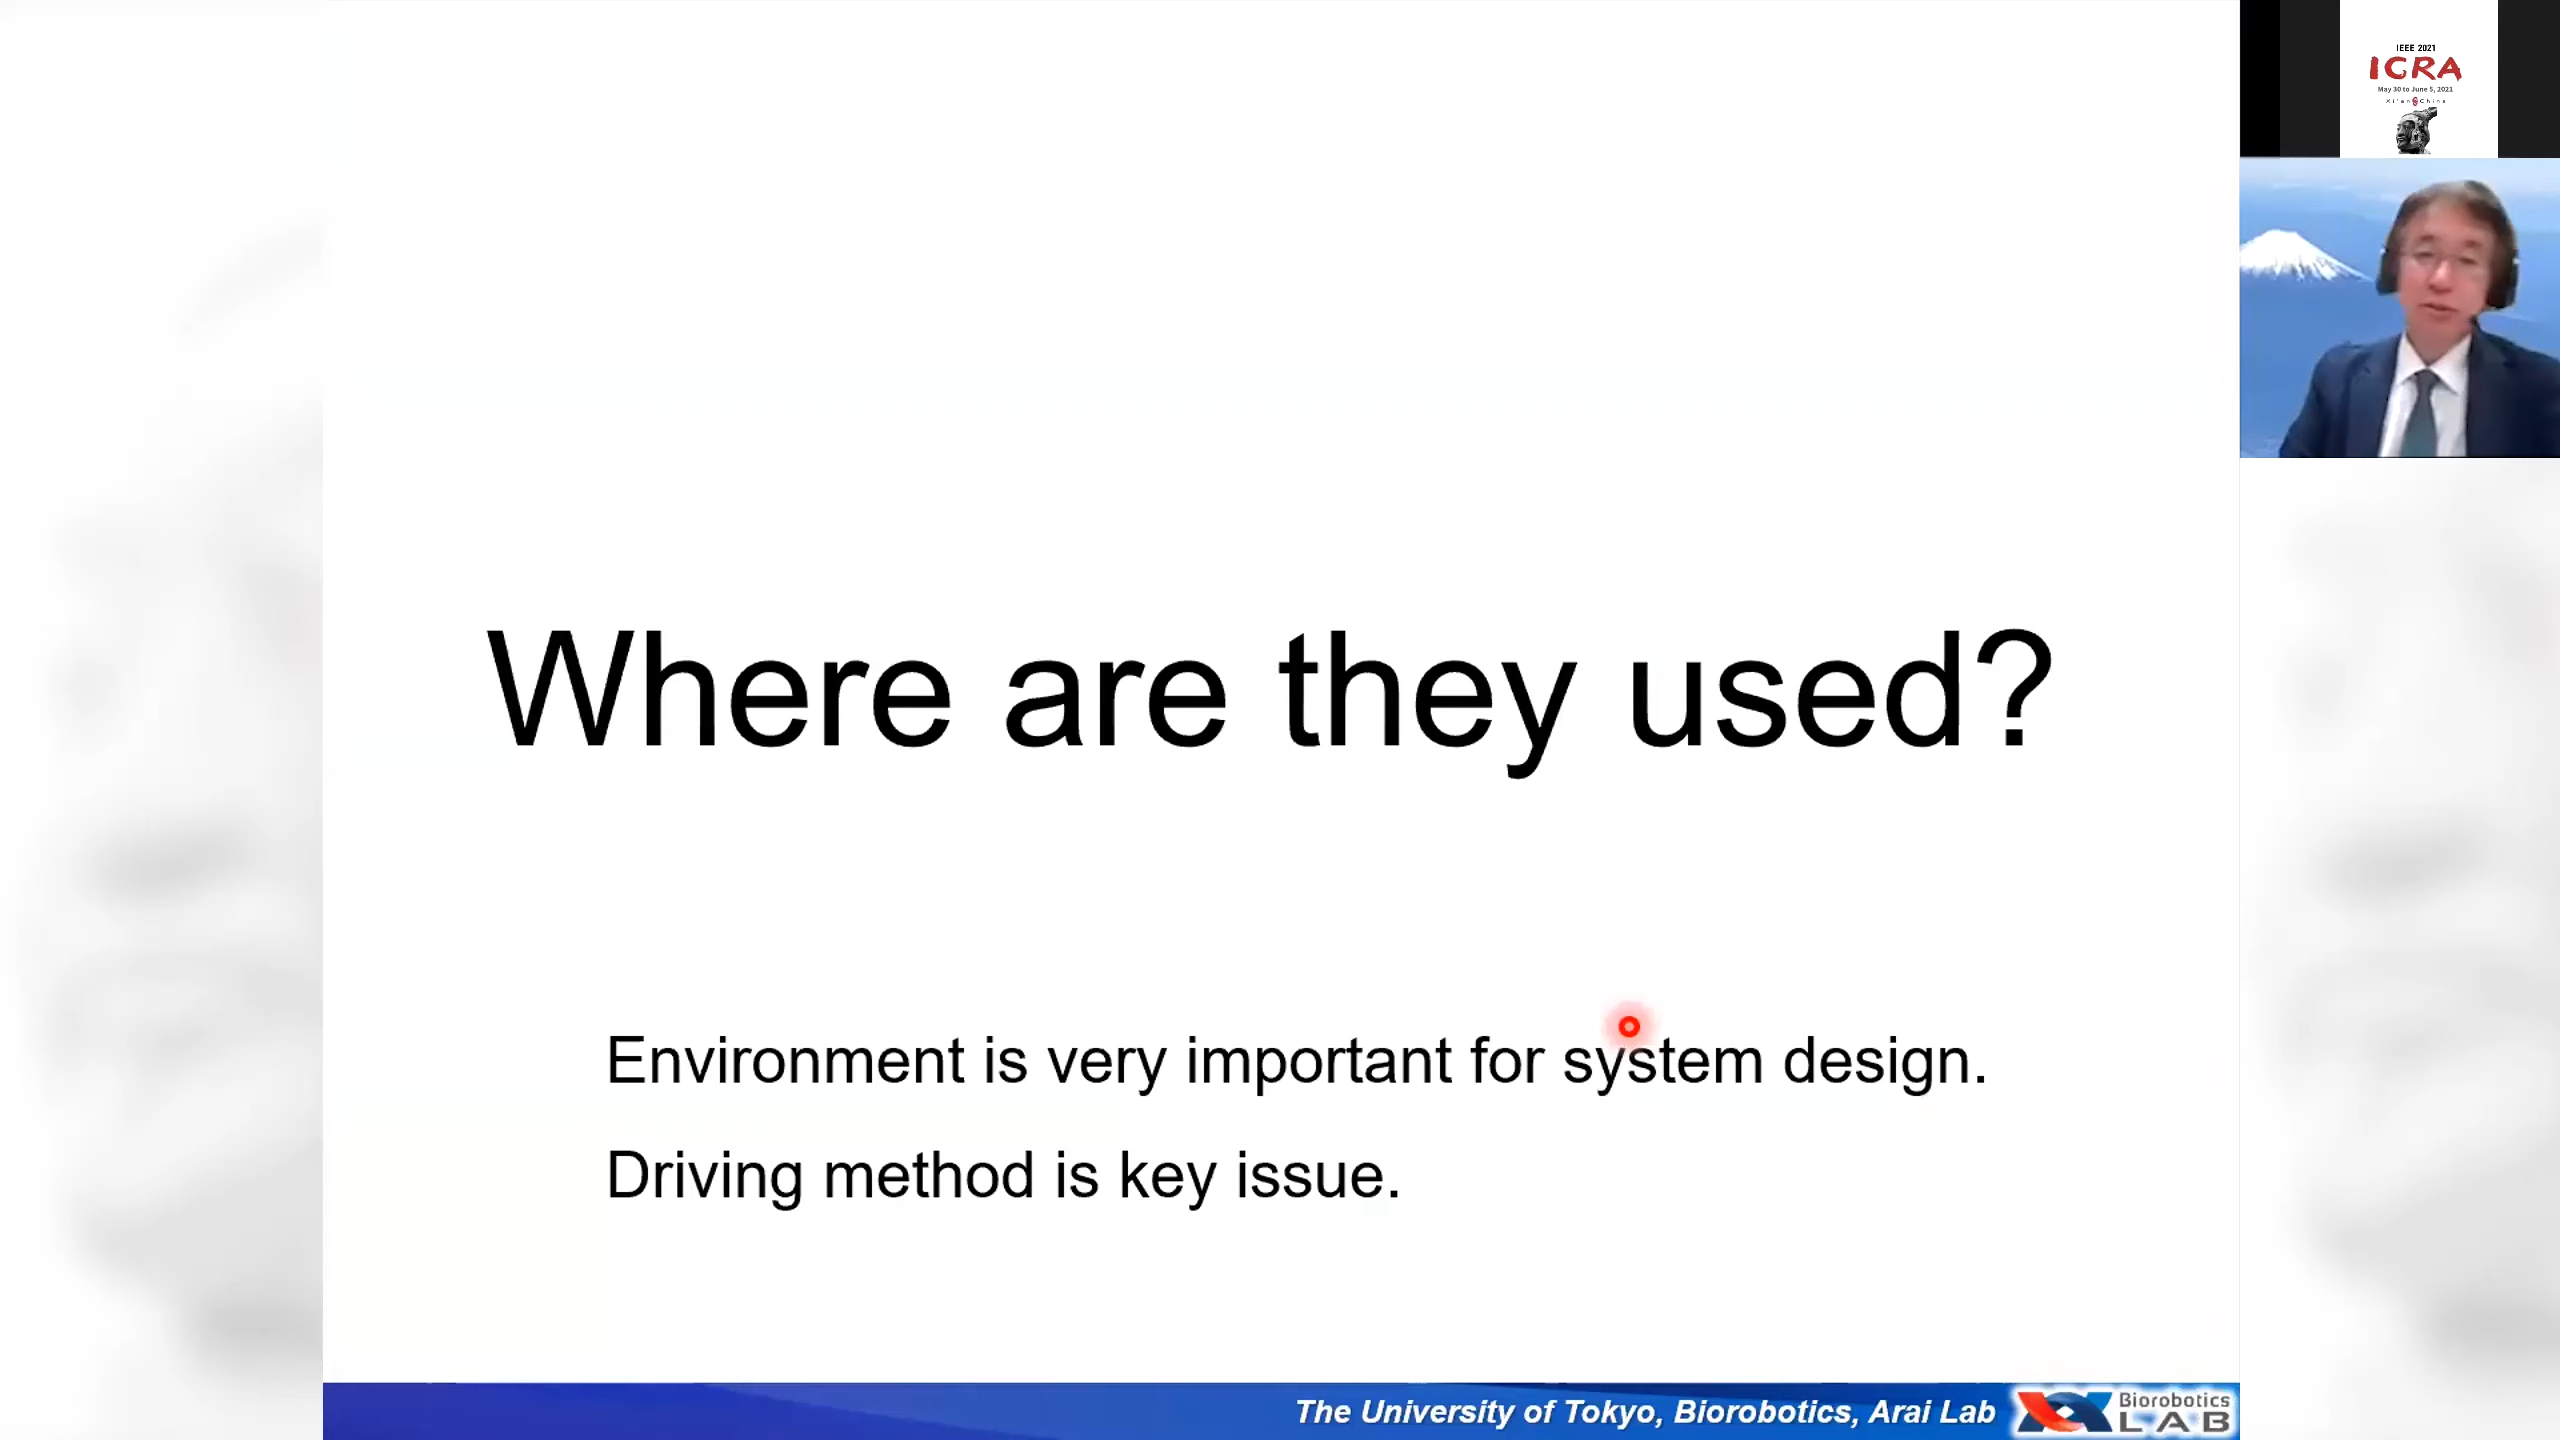 IEEE 2021
ICRA
May 30 to June 5, 2021
Xi'an China
Where are they used?
Environment is very important for system design.
Driving method is key issue.
The University of Tokyo, Biorobotics, Arai Lab
Biorobotics
LAB